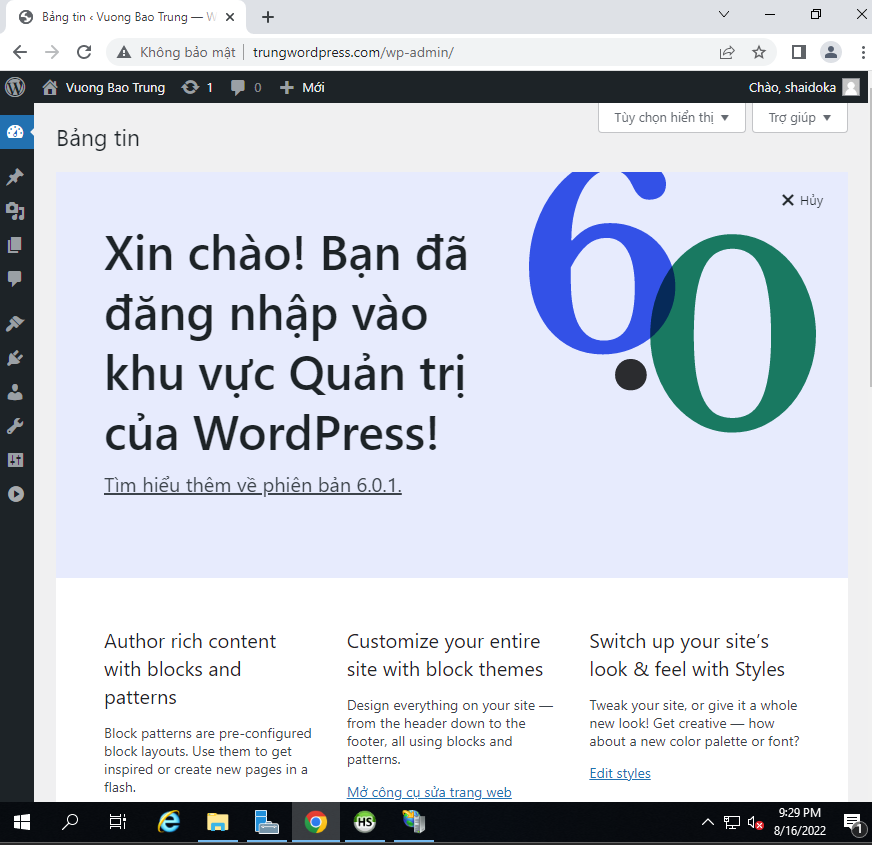 Bảng tin ‹ Vuong Bao Trung — W
Không bảo mật
trungwordpress.com/wp-admin/
Vuong Bao Trung
1
0
Mới
Chào, shaidoka
Bảng tin
Tùy chọn hiển thị
Trợ giúp
6.0
Hủy
Xin chào! Bạn đã
đăng nhập vào
khu vực Quản trị
của WordPress!
Tìm hiểu thêm về phiên bản 6.0.1.
Author rich content
with blocks and
patterns
Block patterns are pre-configured
block layouts. Use them to get
inspired or create new pages in a
flash.
Customize your entire
site with block themes
Design everything on your site —
from the header down to the
footer, all using blocks and
patterns.
Mở công cụ sửa trang web
Switch up your site’s
look & feel with Styles
Tweak your site, or give it a whole
new look! Get creative — how
about a new color palette or font?
Edit styles
HS
9:29 PM
8/16/2022
1